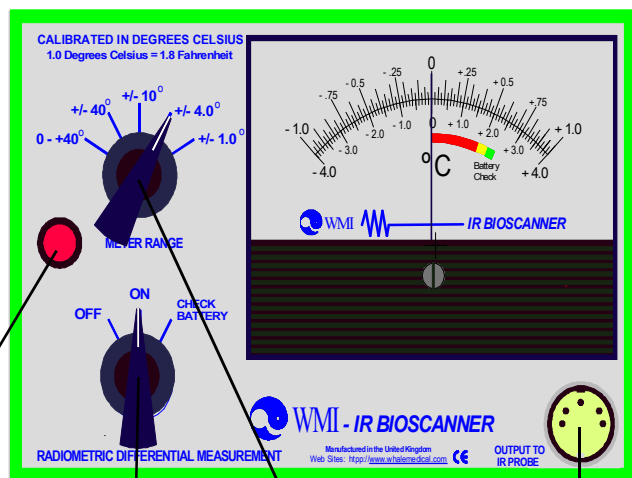 CALIBRATED IN DEGREES CELSIUS
1.0 Degrees Celsius = 1.8 Fahrenheit
0 - +40°
+/- 40°
+/- 10°
+/- 4.0°
+/- 1.0°
METER RANGE
- 1.0
- .75
- .5
- .25
0
+ .25
+ 0.5
+.75
+ 1.0
- 4.0
- 3.0
- 2.0
- 1.0
0
+ 1.0
+ 2.0
+ 3.0
+ 4.0
°C
Battery
Check
WMI
IR BIOSCANNER
OFF
ON
CHECK
BATTERY
WMI - IR BIOSCANNER
RADIOMETRIC DIFFERENTIAL MEASUREMENT
Manufactured in the United Kingdom
Web Sites: htpp://www.whalemedical.com
CE
OUTPUT TO
IR PROBE